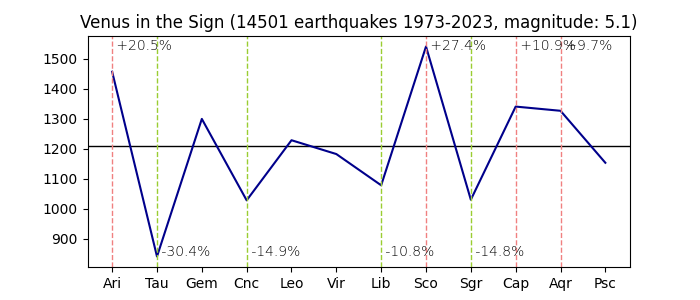 Venus in the Sign (14501 earthquakes 1973-2023, magnitude: 5.1)
+20.5% +27.4% +10.9% +9.7%
1500
1400
1300
1200
1100
1000
900
-30.4% -14.9% -10.8% -14.8%
Ari Tau Gem Cnc Leo Vir Lib Sco Sgr Cap Aqr Psc